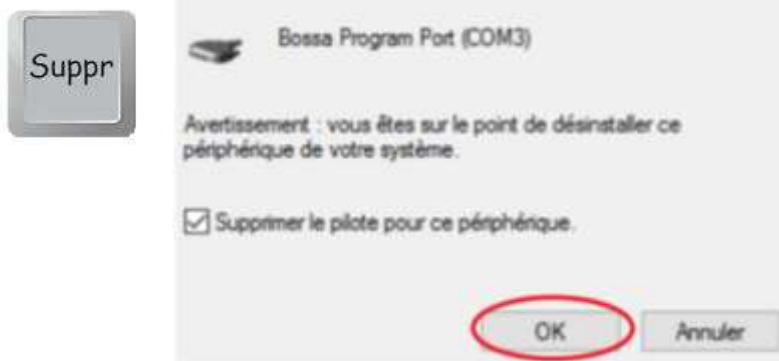 Suppr
Bossa Program Port (COM3)
Avertissement : vous êtes sur le point de désinstaller ce
périphérique de votre système.
Supprimer le pilote pour ce périphérique.
OK
Annuler